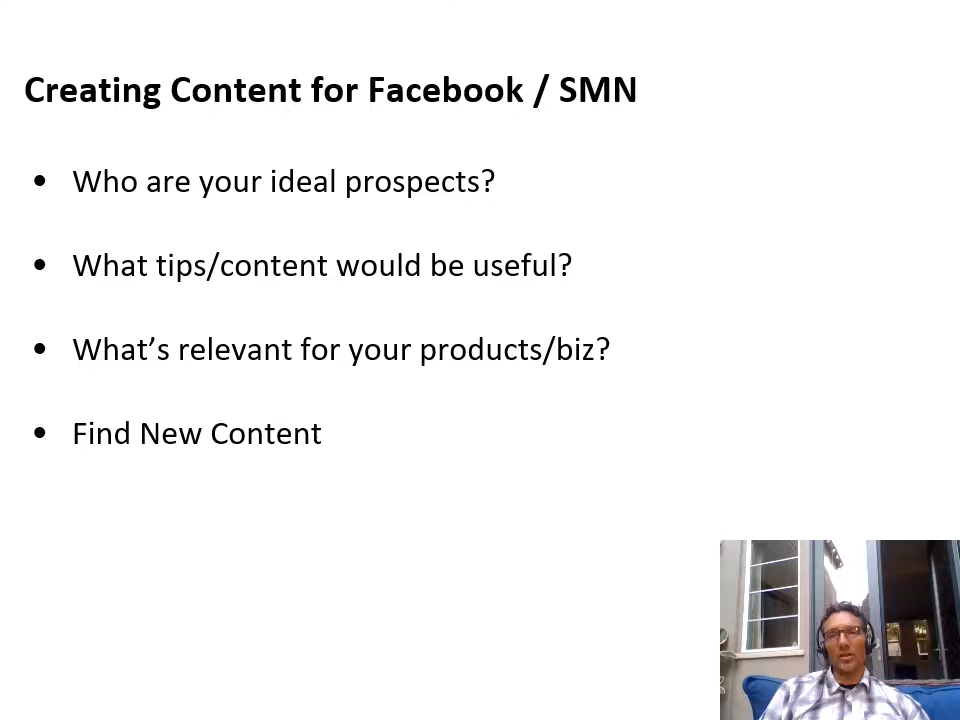 Creating Content for Facebook / SMN
• Who are your ideal prospects?
• What tips/content would be useful?
• What’s relevant for your products/biz?
• Find New Content